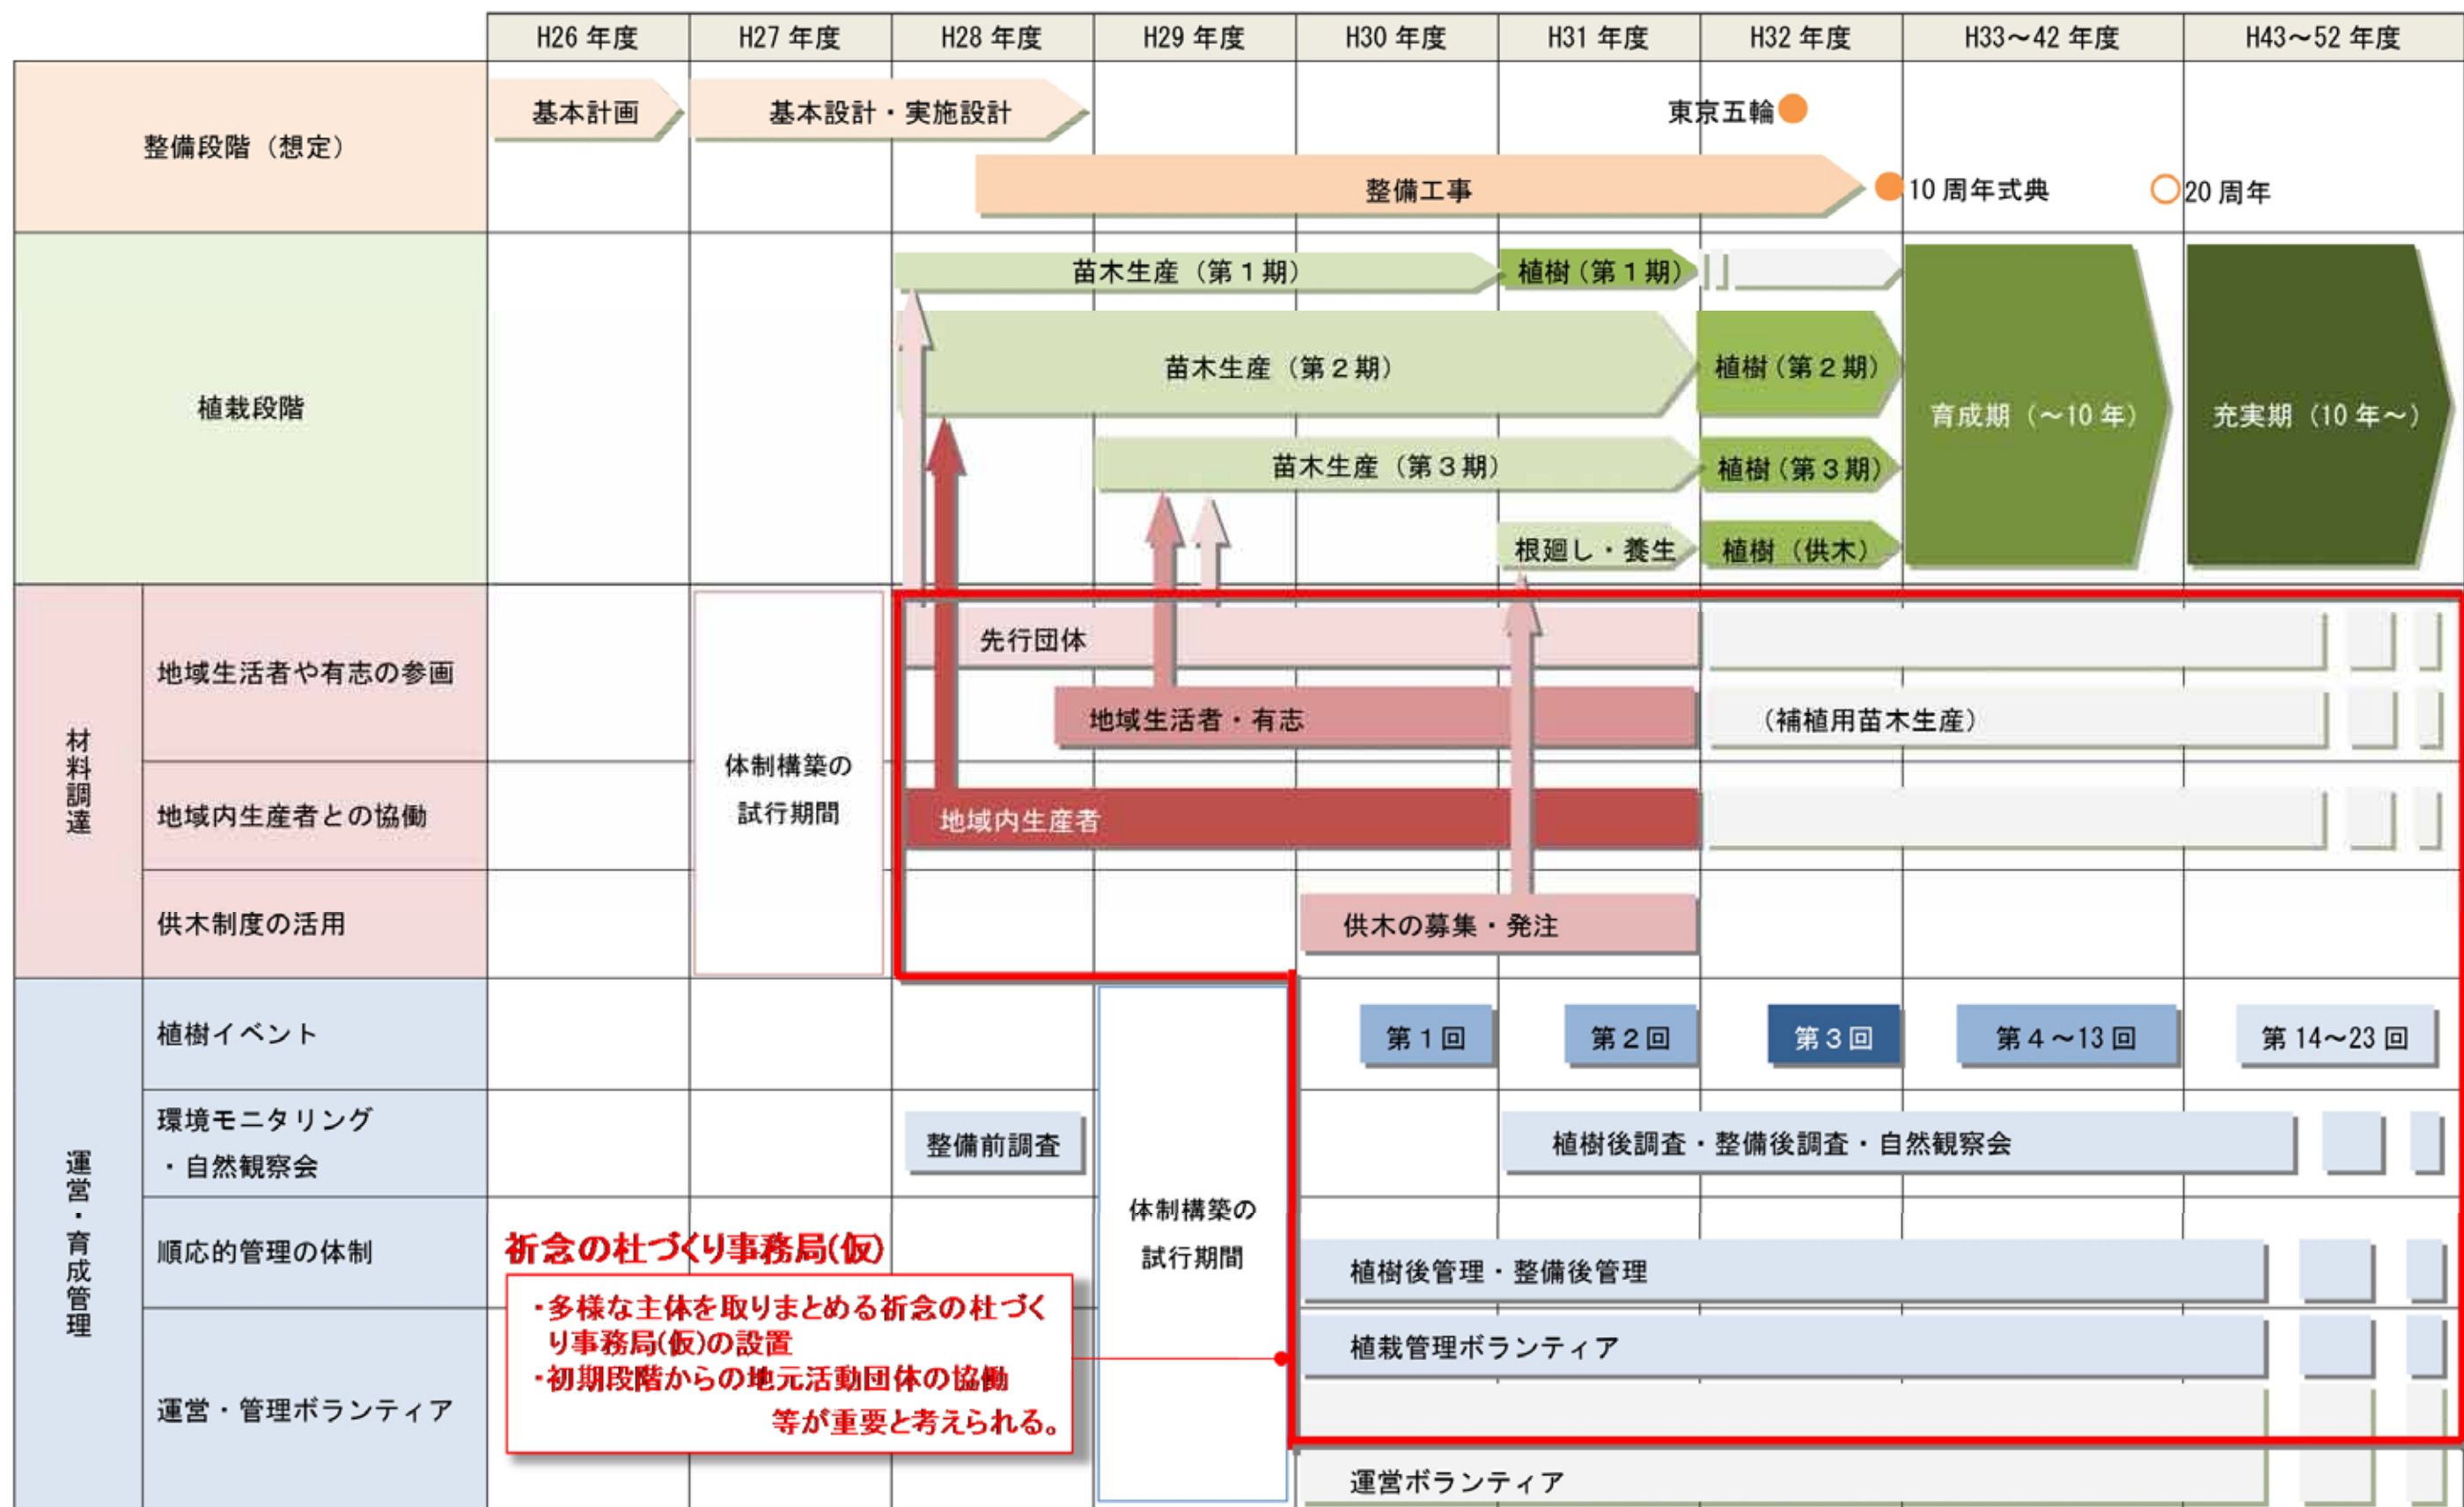 H26 年度
H27 年度
H28 年度
H29 年度
H30 年度
H31 年度
H32 年度
H33～42 年度
H43～52 年度
整備段階（想定）
基本計画
基本設計・実施設計
東京五輪
整備工事
10 周年式典
20 周年
植栽段階
苗木生産（第１期）
植樹（第１期）
苗木生産（第２期）
植樹（第２期）
苗木生産（第３期）
植樹（第３期）
根廻し・養生
植樹（供木）
育成期（～10 年）
充実期（10 年～）
材料調達
地域生活者や有志の参画
先行団体
地域生活者・有志
（補植用苗木生産）
体制構築の
試行期間
地域内生産者との協働
地域内生産者
供木制度の活用
供木の募集・発注
運営・育成管理
植樹イベント
第１回
第２回
第３回
第４～13 回
第 14～23 回
環境モニタリング
・自然観察会
整備前調査
植樹後調査・整備後調査・自然観察会
体制構築の
試行期間
順応的管理の体制
植樹後管理・整備後管理
祈念の杜づくり事務局(仮)
・多様な主体を取りまとめる祈念の杜づく
り事務局(仮)の設置
・初期段階からの地元活動団体の協働
等が重要と考えられる。
運営・管理ボランティア
植栽管理ボランティア
運営ボランティア